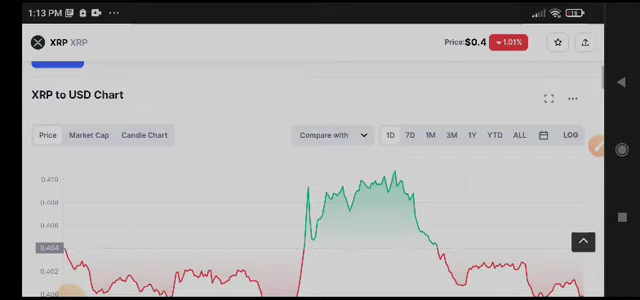 1:13 PM
XRP XRP
Price: $0.4 1.01%
XRP to USD Chart
Price Market Cap Candle Chart Compare with 1D 7D 1M 3M 1Y YTD ALL LOG
0.410
0.408
0.406
0.404
0.402
0.400